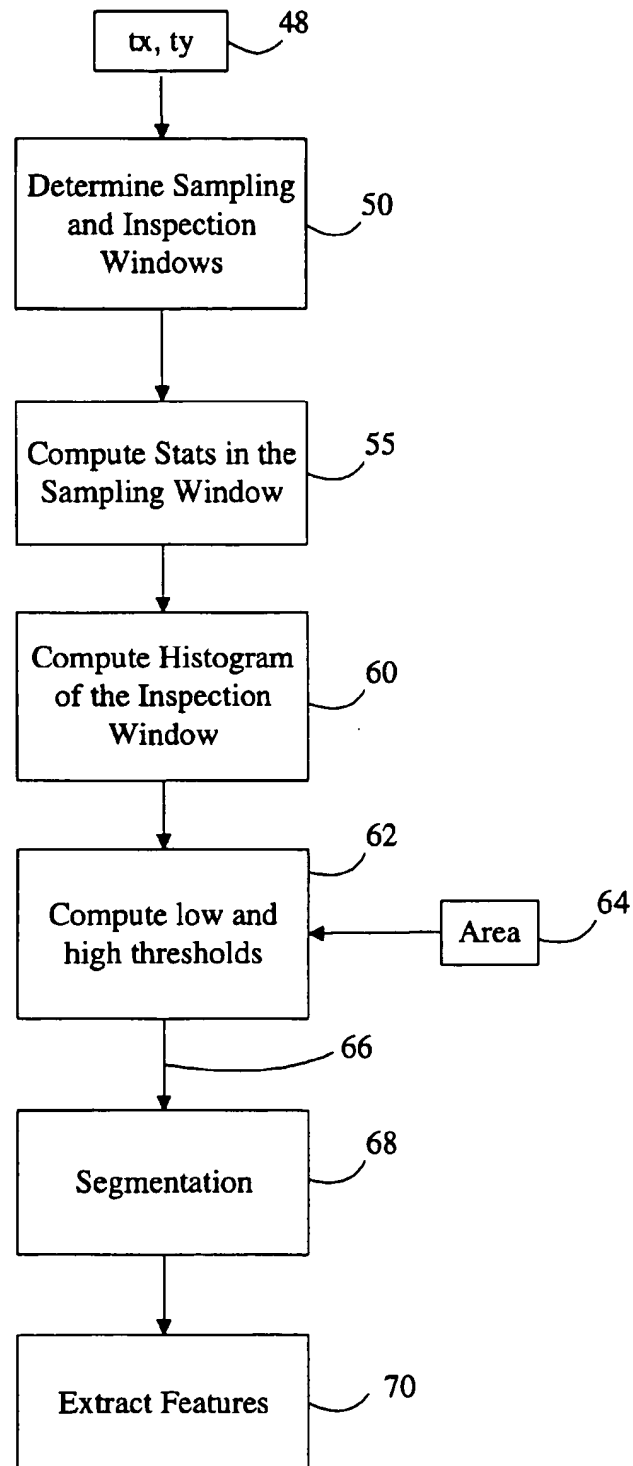 tx, ty
48
Determine Sampling
and Inspection
Windows
50
Compute Stats in the
Sampling Window
55
Compute Histogram
of the Inspection
Window
60
Compute low and
high thresholds
62
Area
64
66
Segmentation
68
Extract Features
70